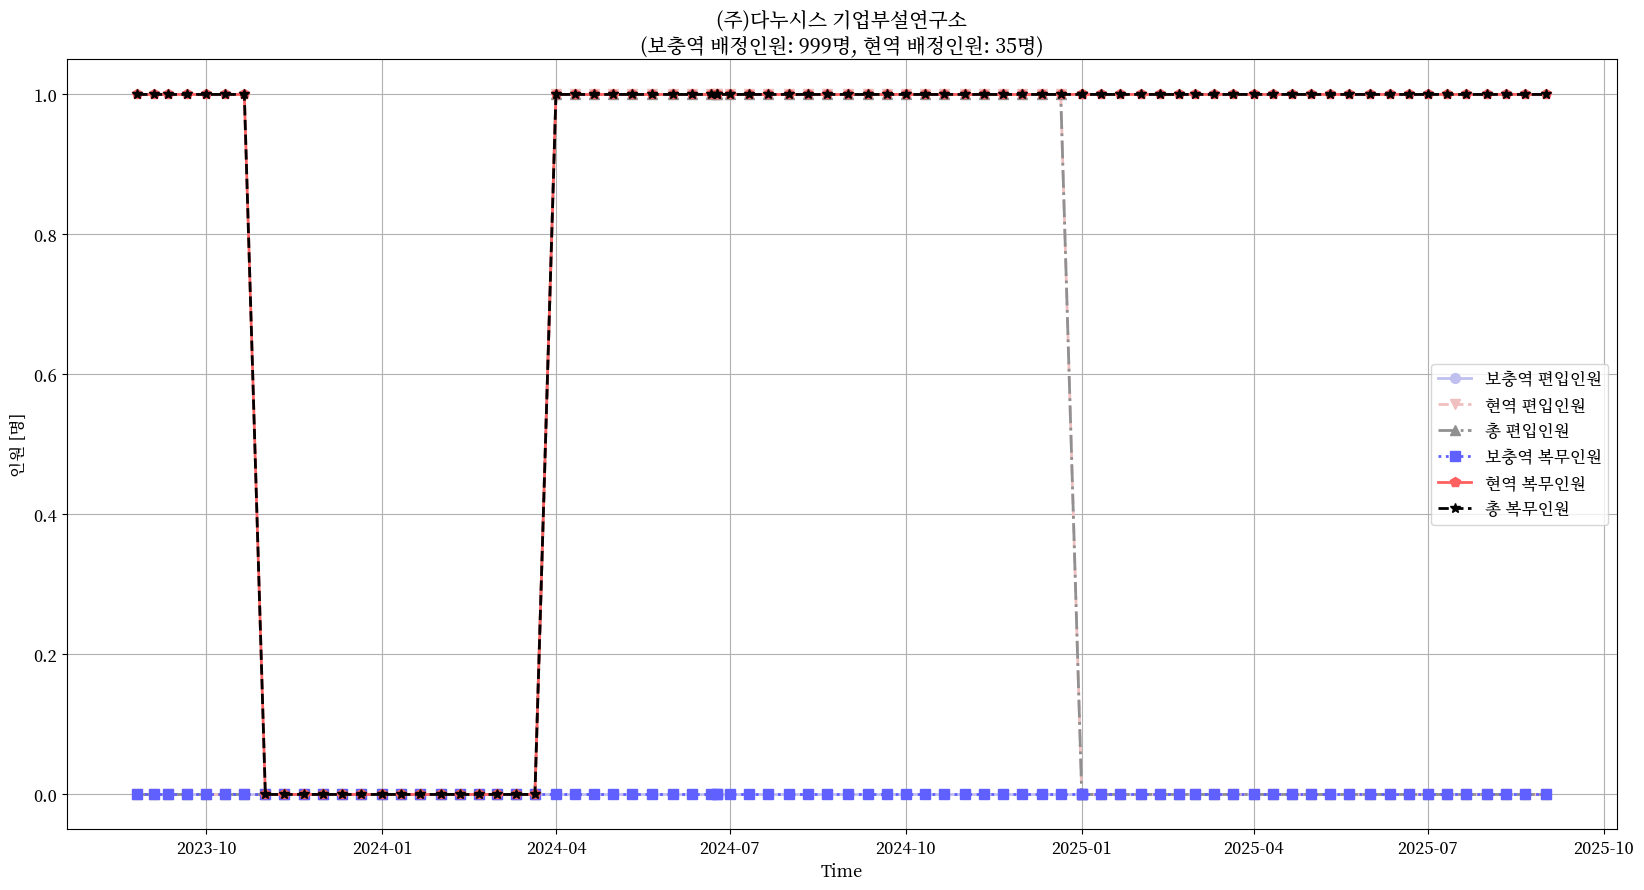 (주)다누시스 기업부설연구소
(보충역 배정인원: 999명, 현역 배정인원: 35명)
인원 [명]
1.0
0.8
0.6
0.4
0.2
0.0
보충역 편입인원
현역 편입인원
총 편입인원
보충역 복무인원
현역 복무인원
총 복무인원
2023-10 2024-01 2024-04 2024-07 2024-10 2025-01 2025-04 2025-07 2025-10
Time